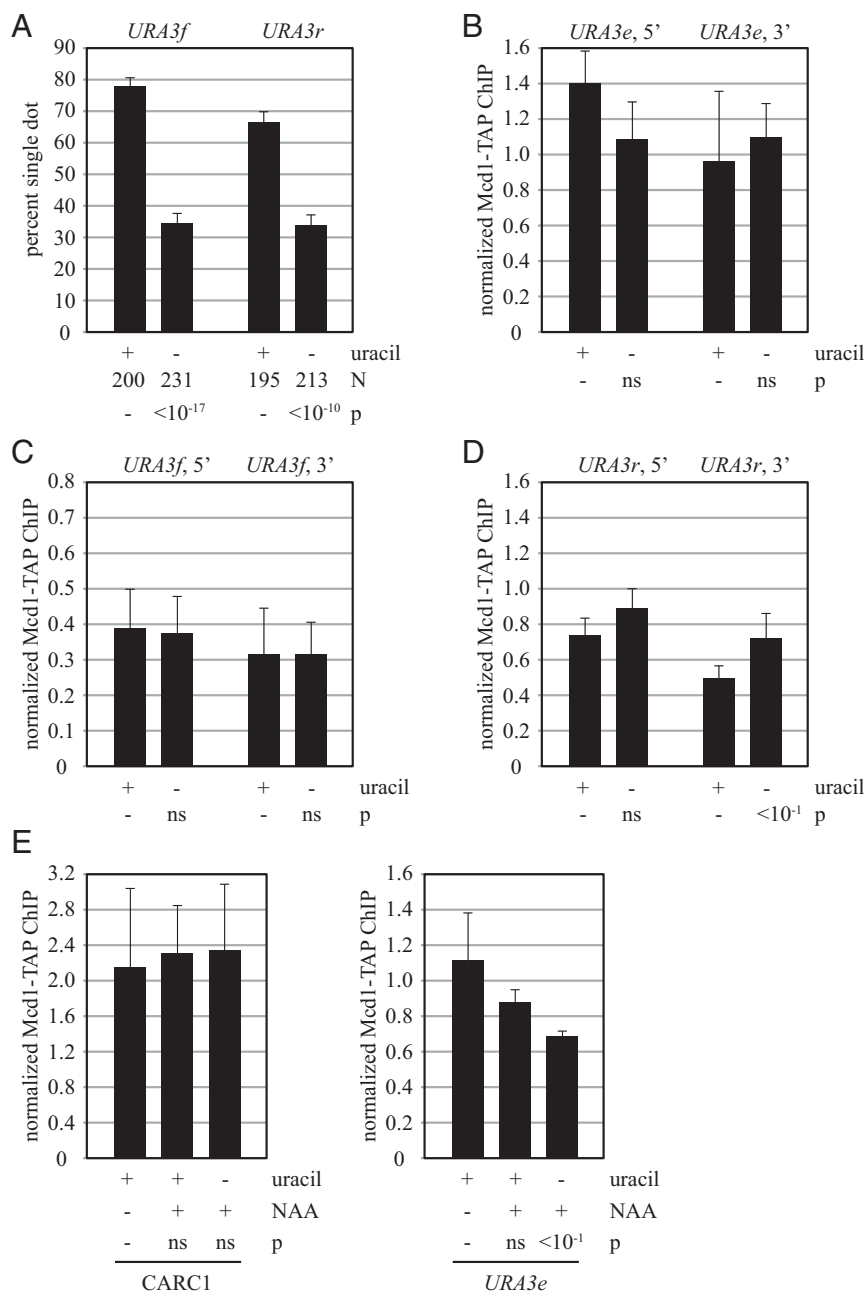 A
URA3f URA3r
percent single dot
90
80
70
60
50
40
30
20
10
0
+ - + - uracil
200 231 195 213 N
- <10⁻¹⁷ - <10⁻¹⁰ p
B
URA3e, 5’ URA3e, 3’
normalized Mcd1-TAP ChIP
1.6
1.4
1.2
1.0
0.8
0.6
0.4
0.2
0
+ - + - uracil
- ns - ns p
C
URA3f, 5’ URA3f, 3’
normalized Mcd1-TAP ChIP
0.8
0.7
0.6
0.5
0.4
0.3
0.2
0.1
0
+ - + - uracil
- ns - ns p
D
URA3r, 5’ URA3r, 3’
normalized Mcd1-TAP ChIP
1.6
1.4
1.2
1.0
0.8
0.6
0.4
0.2
0
+ - + - uracil
- ns - <10⁻¹ p
E
normalized Mcd1-TAP ChIP
3.2
2.8
2.4
2.0
1.6
1.2
0.8
0.4
0
+ + - uracil
- + + NAA
- ns ns p
CARC1
normalized Mcd1-TAP ChIP
1.6
1.4
1.2
1.0
0.8
0.6
0.4
0.2
0
+ + - uracil
- + + NAA
- ns <10⁻¹ p
URA3e